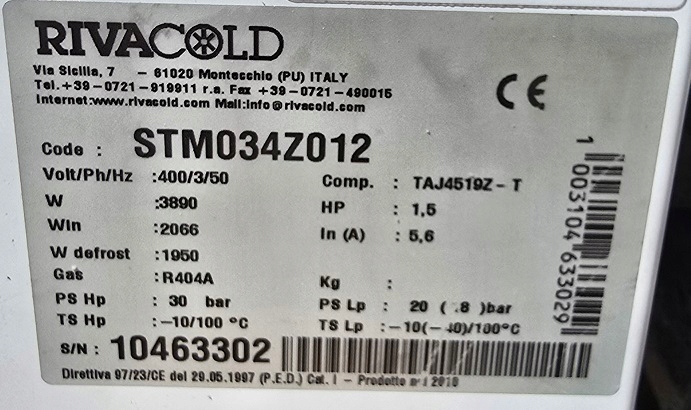 RIVACOLD
Via Sicilia, 7 - 61020 Montecchio (PU) ITALY
Tel.+39-0721-919911 r.a. Fax +39-0721-490015
Internet:www.rivacold.com Mail:info@rivacold.com
CE
Code : STM034Z012
Volt/Ph/Hz :400/3/50
Comp. : TAJ4519Z-T
W :3890
HP : 1,5
Win :2066
In (A) : 5,6
W defrost :1950
Gas :R404A
Kg :
PS Hp : 30 bar
PS Lp : 20 ( .8 )bar
TS Hp :-10/100 °C
TS Lp :-10(- 40)/100°C
S/N : 10463302
Direttiva 97/23/CE del 29.05.1997 (P.E.D.) Cat. I - Prodotto 2010
1 003104 633029